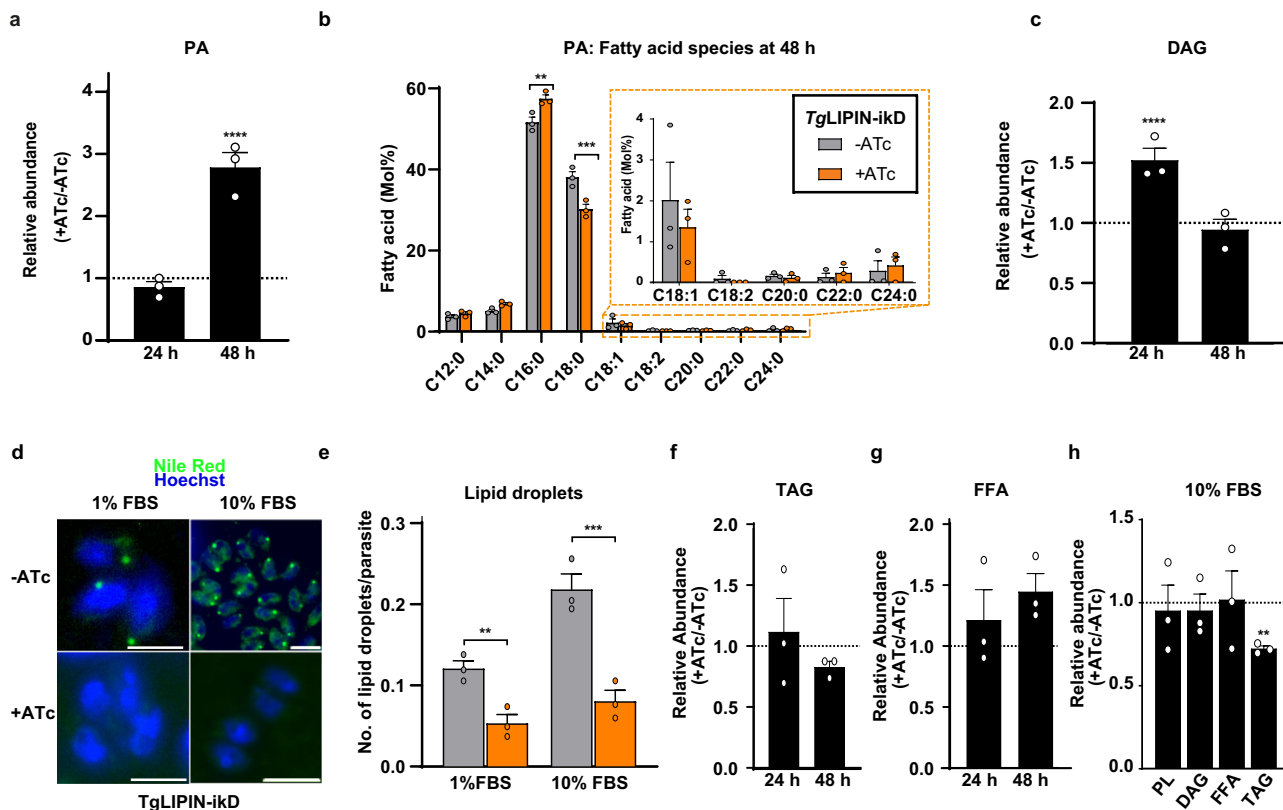 a
PA
Relative abundance
(+ATc/-ATc)
4
3
2
1
0
****
24 h
48 h
b
PA: Fatty acid species at 48 h
Fatty acid (Mol%)
60
40
20
0
**
***
C12:0
C14:0
C16:0
C18:0
C18:1
C18:2
C20:0
C22:0
C24:0
Fatty acid (Mol%)
4
3
2
1
0
C18:1
C18:2
C20:0
C22:0
C24:0
TgLIPIN-ikD
-ATc
+ATc
c
DAG
Relative abundance
(+ATc/-ATc)
2.0
1.5
1.0
0.5
0.0
****
24 h
48 h
d
Nile Red
Hoechst
1% FBS
10% FBS
-ATc
+ATc
TgLIPIN-ikD
e
Lipid droplets
No. of lipid droplets/parasite
0.3
0.2
0.1
0.0
**
***
1%FBS
10% FBS
f
TAG
Relative Abundance
(+ATc/-ATc)
2.0
1.5
1.0
0.5
0.0
24 h
48 h
g
FFA
Relative Abundance
(+ATc/-ATc)
2.0
1.5
1.0
0.5
0.0
24 h
48 h
h
10% FBS
Relative Abundance
(+ATc/-ATc)
1.5
1.0
0.5
0.0
**
PL
DAG
FFA
TAG